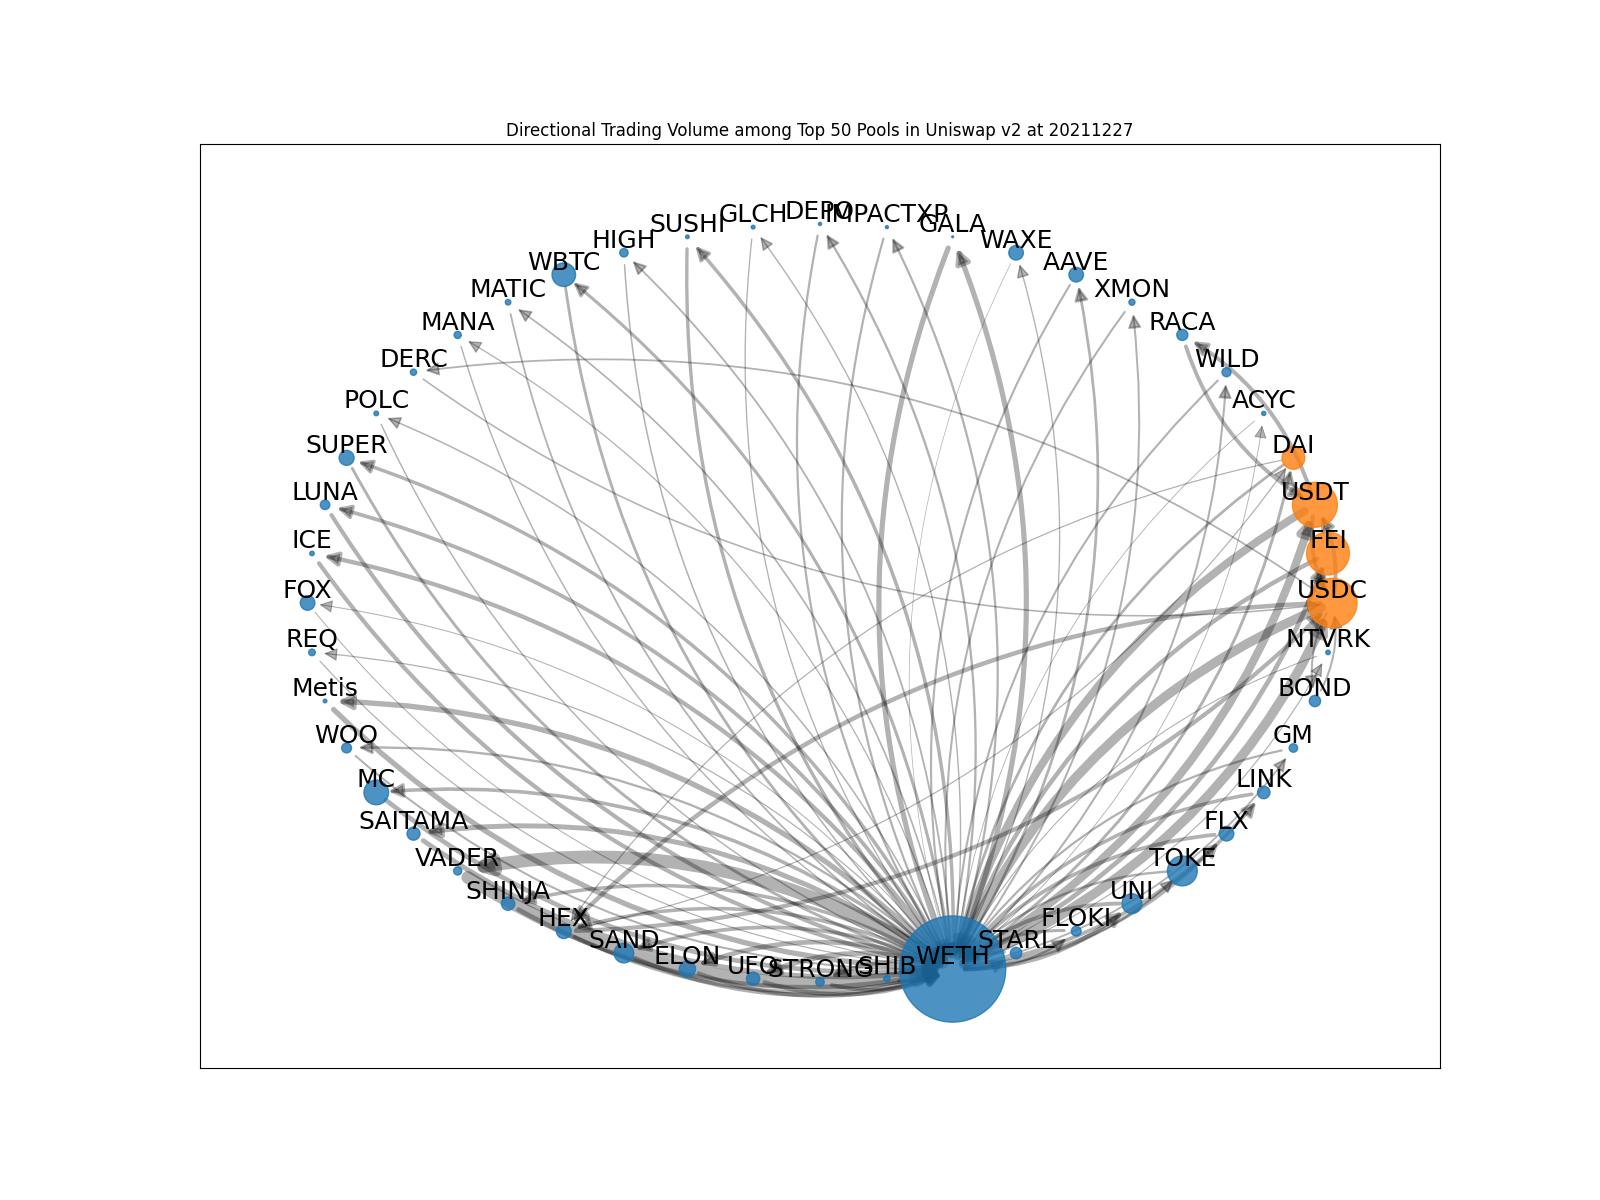 Directional Trading Volume among Top 50 Pools in Uniswap v2 at 20211227
DEPO
GLCH
IMPACTXP
SUSHI
GALA
HIGH
WAXE
WBTC
AAVE
MATIC
XMON
MANA
RACA
DERC
WILD
POLC
ACYC
SUPER
DAI
LUNA
USDT
ICE
FEI
FOX
USDC
REQ
NTVRK
Metis
BOND
WOO
GM
MC
LINK
SAITAMA
FLX
VADER
TOKE
SHINJA
UNI
HEX
FLOKI
SAND
STARL
ELON
WETH
UFO
STRONG
SHIB